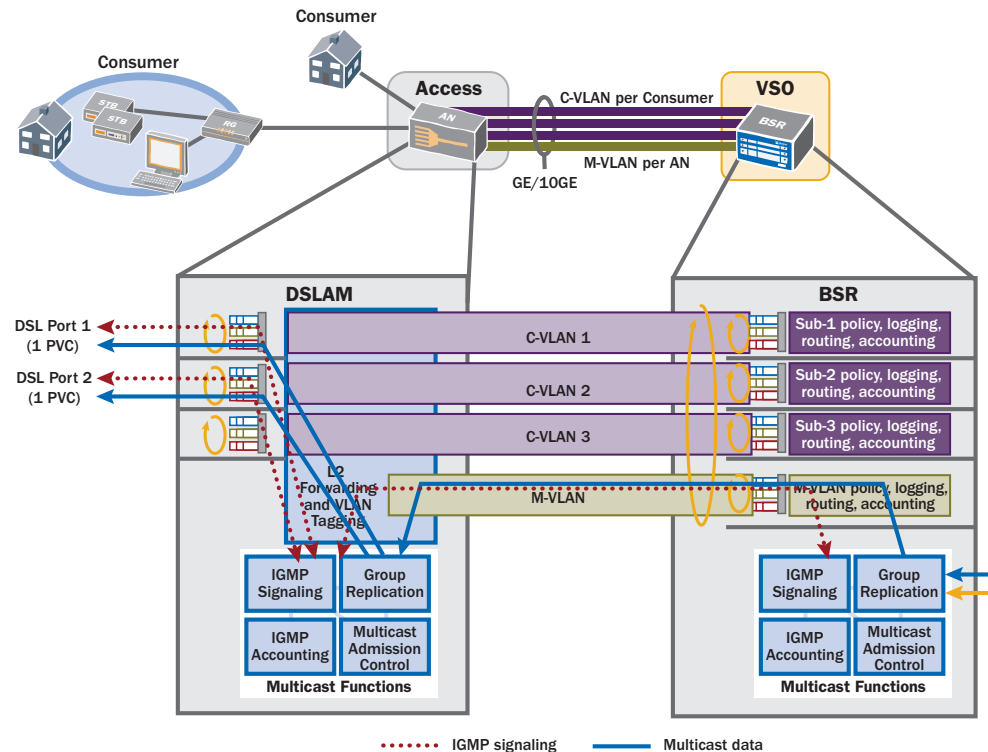 Consumer
Consumer
STB
STB
RG
Access
AN
C-VLAN per Consumer
M-VLAN per AN
GE/10GE
VSO
BSR
DSLAM
BSR
DSL Port 1
(1 PVC)
DSL Port 2
(1 PVC)
C-VLAN 1
C-VLAN 2
C-VLAN 3
M-VLAN
L2
Forwarding
and VLAN
Tagging
Sub-1 policy, logging,
routing, accounting
Sub-2 policy, logging,
routing, accounting
Sub-3 policy, logging,
routing, accounting
M-VLAN policy, logging,
routing, accounting
IGMP
Signaling
Group
Replication
IGMP
Accounting
Multicast
Admission
Control
Multicast Functions
IGMP
Signaling
Group
Replication
IGMP
Accounting
Multicast
Admission
Control
Multicast Functions
IGMP signaling
Multicast data